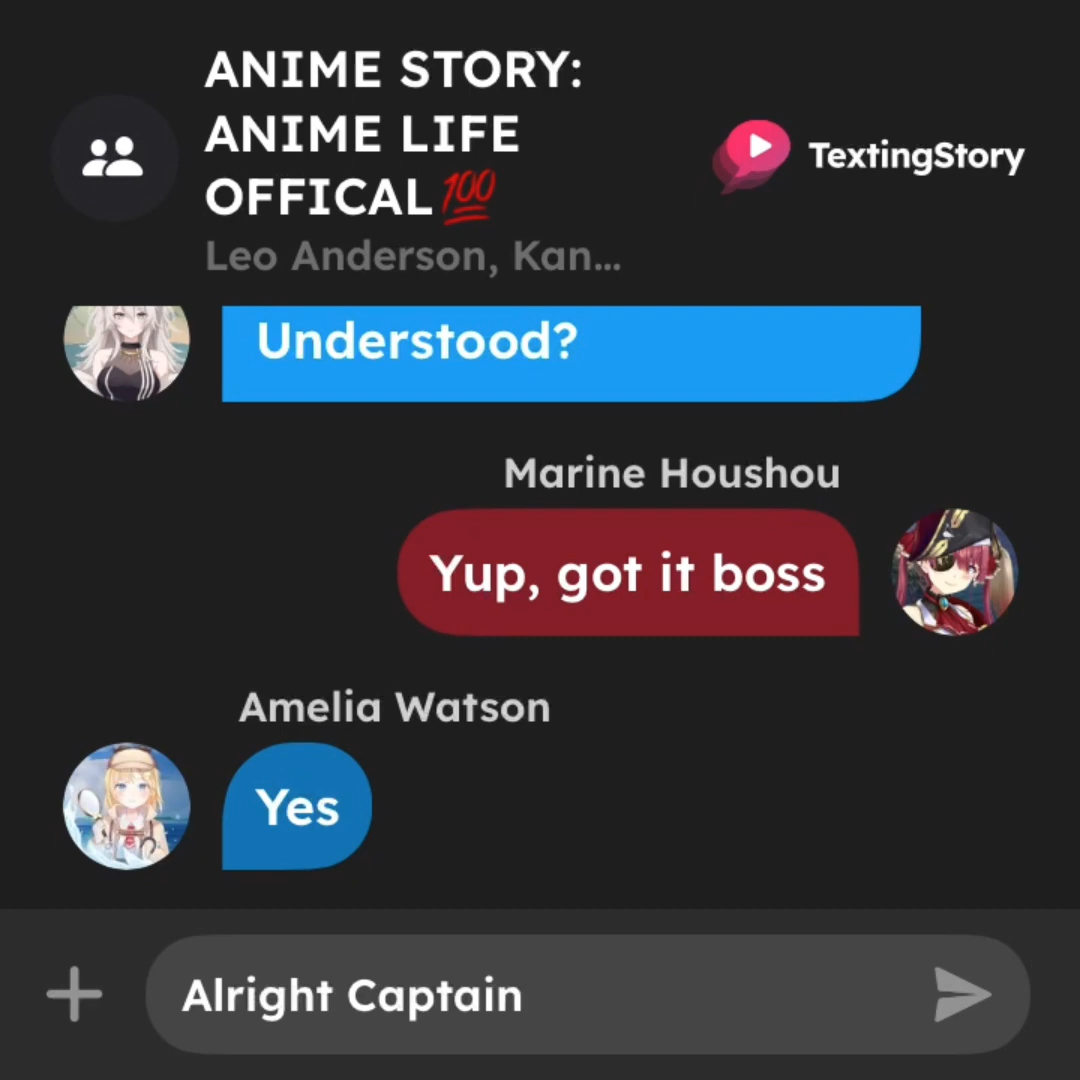 ANIME STORY:
ANIME LIFE
OFFICAL💯
TextingStory
Leo Anderson, Kan...
Understood?
Marine Houshou
Yup, got it boss
Amelia Watson
Yes
Alright Captain